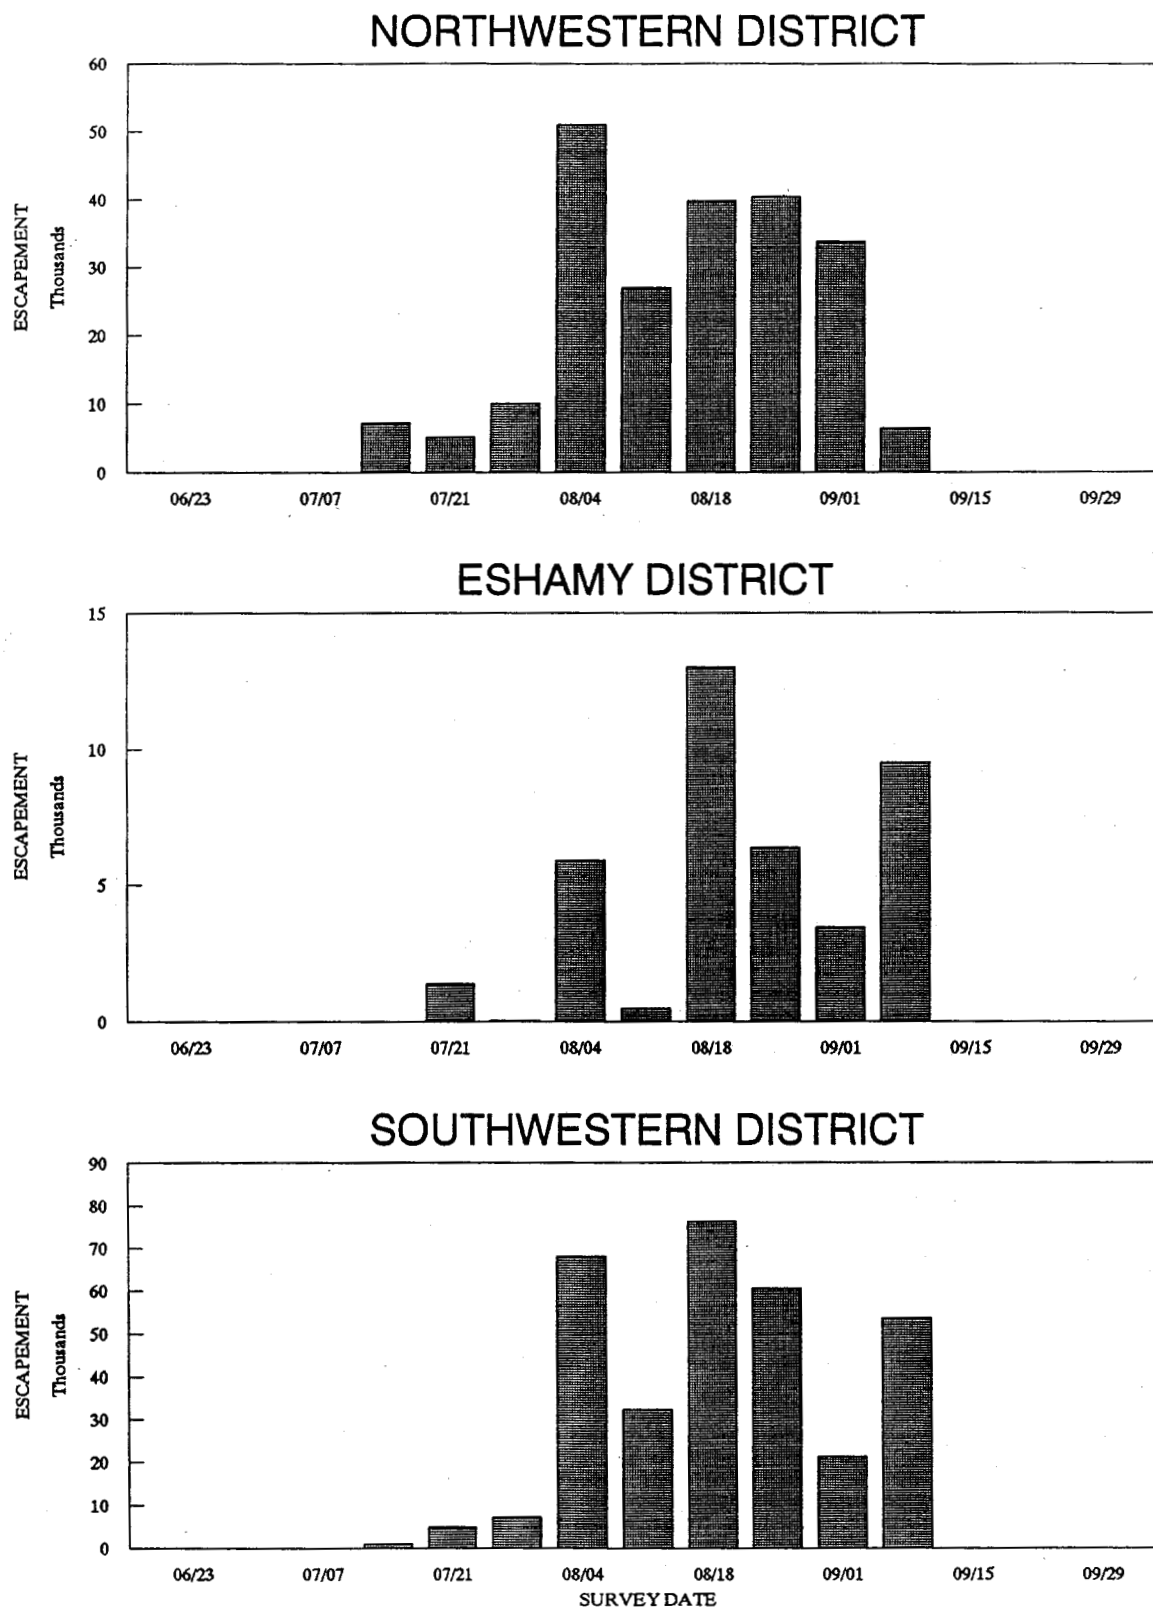 NORTHWESTERN DISTRICT
60
50
40
30
20
10
0
ESCAPEMENT
Thousands
06/23 07/07 07/21 08/04 08/18 09/01 09/15 09/29
ESHAMY DISTRICT
15
10
5
0
ESCAPEMENT
Thousands
06/23 07/07 07/21 08/04 08/18 09/01 09/15 09/29
SOUTHWESTERN DISTRICT
90
80
70
60
50
40
30
20
10
0
ESCAPEMENT
Thousands
06/23 07/07 07/21 08/04 08/18 09/01 09/15 09/29
SURVEY DATE